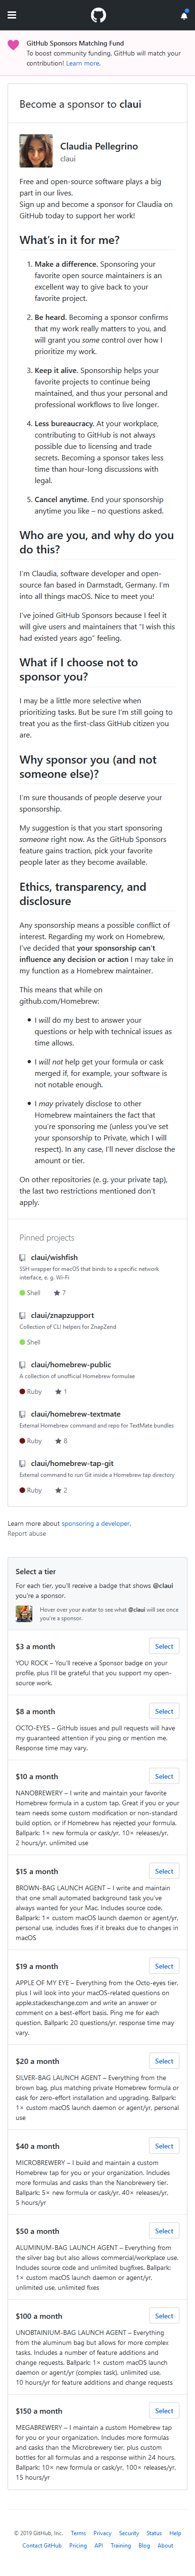 GitHub Sponsors Matching Fund
To boost community funding, GitHub will match your
contribution! Learn more.
Become a sponsor to claui
Claudia Pellegrino
claui
Free and open-source software plays a big
part in our lives.
Sign up and become a sponsor for Claudia on
GitHub today to support her work!
What's in it for me?
1. Make a difference. Sponsoring your
favorite open source maintainers is an
excellent way to give back to your
favorite project.
2. Be heard. Becoming a sponsor confirms
that my work really matters to you, and
will grant you some control over how I
prioritize my work.
3. Keep it alive. Sponsorship helps your
favorite projects to continue being
maintained, and thus your personal and
professional workflows to live longer.
4. Less bureaucracy. At your workplace,
contributing to GitHub is not always
possible due to licensing and trade
secrets. Becoming a sponsor takes less
time than hour-long discussions with
legal.
5. Cancel anytime. End your sponsorship
anytime you like – no questions asked.
Who are you, and why do you
do this?
I'm Claudia, software developer and open-
source fan based in Darmstadt, Germany. I'm
into all things macOS. Nice to meet you!
I've joined GitHub Sponsors because I feel it
will give users and maintainers that "I wish this
had existed years ago" feeling.
What if I choose not to
sponsor you?
I may be a little more selective when
prioritizing tasks. But be sure I'm still going to
treat you as the first-class GitHub citizen you
are.
Why sponsor you (and not
someone else)?
I'm sure thousands of people deserve your
sponsorship.
My suggestion is that you start sponsoring
someone right now. As the GitHub Sponsors
feature gains traction, pick your favorite
people later as they become available.
Ethics, transparency, and
disclosure
Any sponsorship means a possible conflict of
interest. Regarding my work on Homebrew,
I've decided that your sponsorship can't
influence any decision or action I may take in
my function as a Homebrew maintainer.
This means that while on
github.com/Homebrew:
• I will do my best to answer your
questions or help with technical issues as
time allows.
• I will not help get your formula or cask
merged if, for example, your software is
not notable enough.
• I may privately disclose to other
Homebrew maintainers the fact that
you're sponsoring me (unless you've set
your sponsorship to Private, which I will
respect). In any case, I'll never disclose the
amount or tier.
On other repositories (e. g. your private tap),
the last two restrictions mentioned don't
apply.
Pinned projects
claui/wishfish
SSH wrapper for macOS that binds to a specific network
interface, e. g. Wi-Fi
Shell 7
claui/znapzupport
Collection of CLI helpers for ZnapZend
Shell
claui/homebrew-public
A collection of unofficial Homebrew formulae
Ruby 1
claui/homebrew-textmate
External Homebrew command and repo for TextMate bundles
Ruby 8
claui/homebrew-tap-git
External command to run Git inside a Homebrew tap directory
Ruby 2
Learn more about sponsoring a developer.
Report abuse
Select a tier
For each tier, you'll receive a badge that shows @claui
you're a sponsor.
Hover over your avatar to see what @claui will see once
you're a sponsor.
$3 a month Select
YOU ROCK – You'll receive a Sponsor badge on your
profile, plus I'll be grateful that you support my open-
source work.
$8 a month Select
OCTO-EYES – GitHub issues and pull requests will have
my guaranteed attention if you ping or mention me.
Response time may vary.
$10 a month Select
NANOBREWERY – I write and maintain your favorite
Homebrew formula in a custom tap. Great if you or your
team needs some custom modification or non-standard
build option, or if Homebrew has rejected your formula.
Ballpark: 1× new formula or cask/yr, 10× releases/yr,
2 hours/yr, unlimited use
$15 a month Select
BROWN-BAG LAUNCH AGENT – I write and maintain
that one small automated background task you've
always wanted for your Mac. Includes source code.
Ballpark: 1× custom macOS launch daemon or agent/yr,
personal use, includes fixes if it breaks due to changes in
macOS
$19 a month Select
APPLE OF MY EYE – Everything from the Octo-eyes tier,
plus I will look into your macOS-related questions on
apple.stackexchange.com and write an answer or
comment on a best-effort basis. Ping me for each
question. Ballpark: 20 questions/yr, response time may
vary.
$20 a month Select
SILVER-BAG LAUNCH AGENT – Everything from the
brown bag, plus matching private Homebrew formula or
cask for zero-effort installation and upgrading. Ballpark:
1× custom macOS launch daemon or agent/yr, personal
use
$40 a month Select
MICROBREWERY – I build and maintain a custom
Homebrew tap for you or your organization. Includes
more formulas and casks than the Nanobrewery tier.
Ballpark: 5× new formula or cask/yr, 40× releases/yr,
5 hours/yr
$50 a month Select
ALUMINUM-BAG LAUNCH AGENT – Everything from
the silver bag but also allows commercial/workplace use.
Includes source code and unlimited bugfixes. Ballpark:
1× custom macOS launch daemon or agent/yr,
unlimited use, unlimited fixes
$100 a month Select
UNOBTAINIUM-BAG LAUNCH AGENT – Everything
from the aluminum bag but allows for more complex
tasks. Includes a number of feature additions and
change requests. Ballpark: 1× custom macOS launch
daemon or agent/yr (complex task), unlimited use.
10 hours/yr for feature additions and change requests
$150 a month Select
MEGABREWERY – I maintain a custom Homebrew tap
for you or your organization. Includes more formulas
and casks than the Microbrewery tier, plus custom
bottles for all formulas and a response within 24 hours.
Ballpark: 10× new formula or cask/yr, 100× releases/yr,
15 hours/yr
© 2019 GitHub, Inc. Terms Privacy Security Status Help
Contact GitHub Pricing API Training Blog About